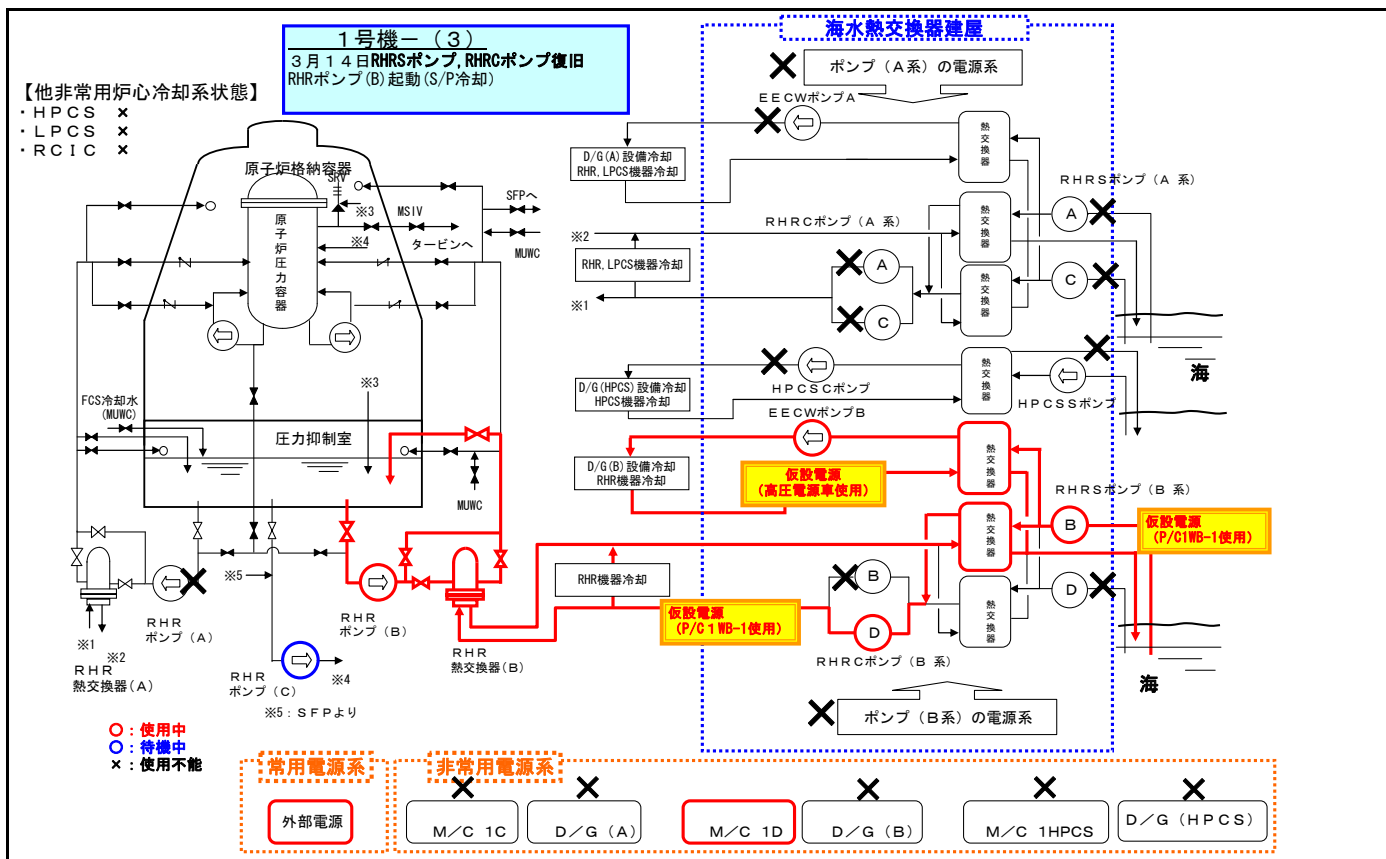 1号機-(3)
3月14日RHRSポンプ,RHRCポンプ復旧
RHRポンプ(B)起動(S/P冷却)
【他非常用炉心冷却系状態】
・HPCS ×
・LPCS ×
・RCIC ×
原子炉格納容器
SRV
※3
MSIV
※4
タービンへ
SFPへ
MUWC
原子炉圧力容器
※3
FCS冷却水
(MUWC)
圧力抑制室
MUWC
※5
※1
※2
RHR
熱交換器(A)
RHR
ポンプ(A)
RHR
ポンプ(B)
RHR
熱交換器(B)
RHR
ポンプ(C)
※4
※5:SFPより
○:使用中
○:待機中
×:使用不能
海水熱交換器建屋
ポンプ(A系)の電源系
EECWポンプA
D/G(A)設備冷却
RHR,LPCS機器冷却
熱交換器
RHRSポンプ(A 系)
RHRCポンプ(A 系)
熱交換器
A
※2
RHR,LPCS機器冷却
A
熱交換器
C
※1
C
海
熱交換器
D/G(HPCS)設備冷却
HPCS機器冷却
HPCSCポンプ
HPCSSポンプ
EECWポンプB
D/G(B)設備冷却
RHR機器冷却
仮設電源
(高圧電源車使用)
熱交換器
RHRSポンプ(B 系)
熱交換器
B
仮設電源
(P/C1WB-1使用)
RHR機器冷却
B
熱交換器
D
仮設電源
(P/C1WB-1使用)
D
RHRCポンプ(B 系)
海
ポンプ(B系)の電源系
常用電源系
外部電源
非常用電源系
M/C 1C
D/G(A)
M/C 1D
D/G(B)
M/C 1HPCS
D/G(HPCS)